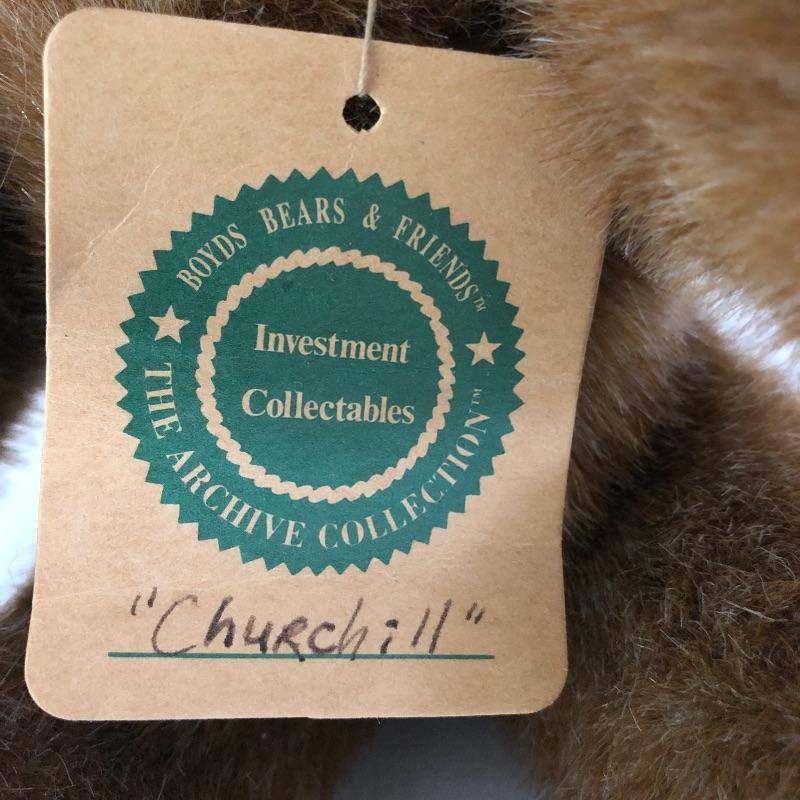 BOYDS BEARS & FRIENDS™
Investment
Collectables
THE ARCHIVE COLLECTION™
"Churchill"